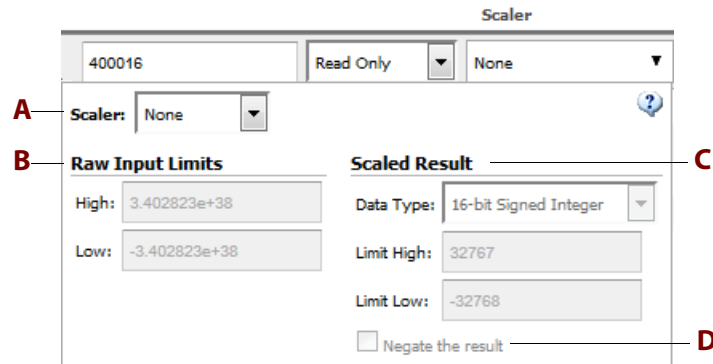 Scaler
400016 Read Only None
A Scaler: None ?
B Raw Input Limits Scaled Result C
High: 3.402823e+38 Data Type: 16-bit Signed Integer
Low: -3.402823e+38 Limit High: 32767
Limit Low: -32768
Negate the result D